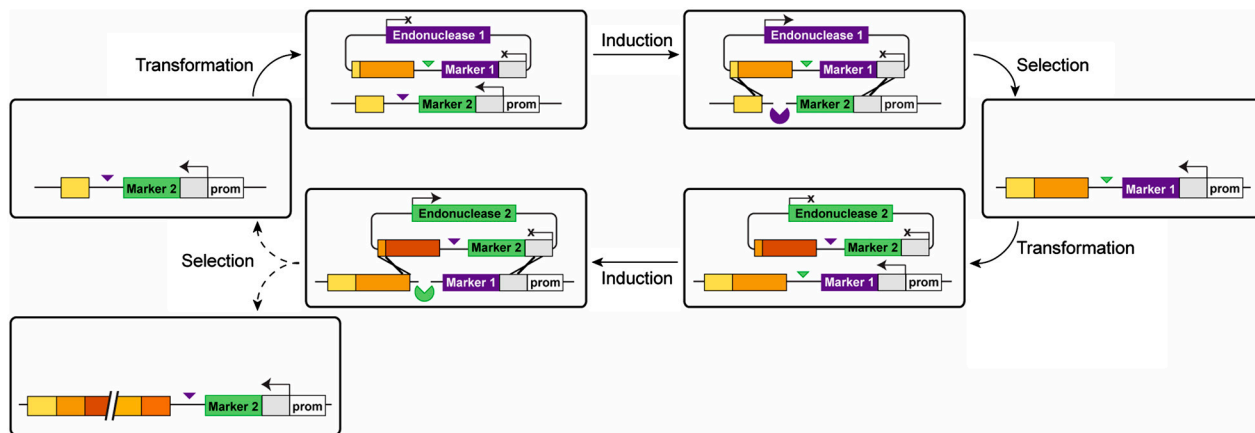 Transformation
x
Endonuclease 1
x
Marker 1
Marker 2
prom
Induction
Endonuclease 1
x
Marker 1
Marker 2
prom
Selection
Marker 2
prom
Marker 1
prom
Transformation
x
Endonuclease 2
x
Marker 2
Marker 1
prom
Induction
Endonuclease 2
x
Marker 2
Marker 1
prom
Selection
Marker 2
prom